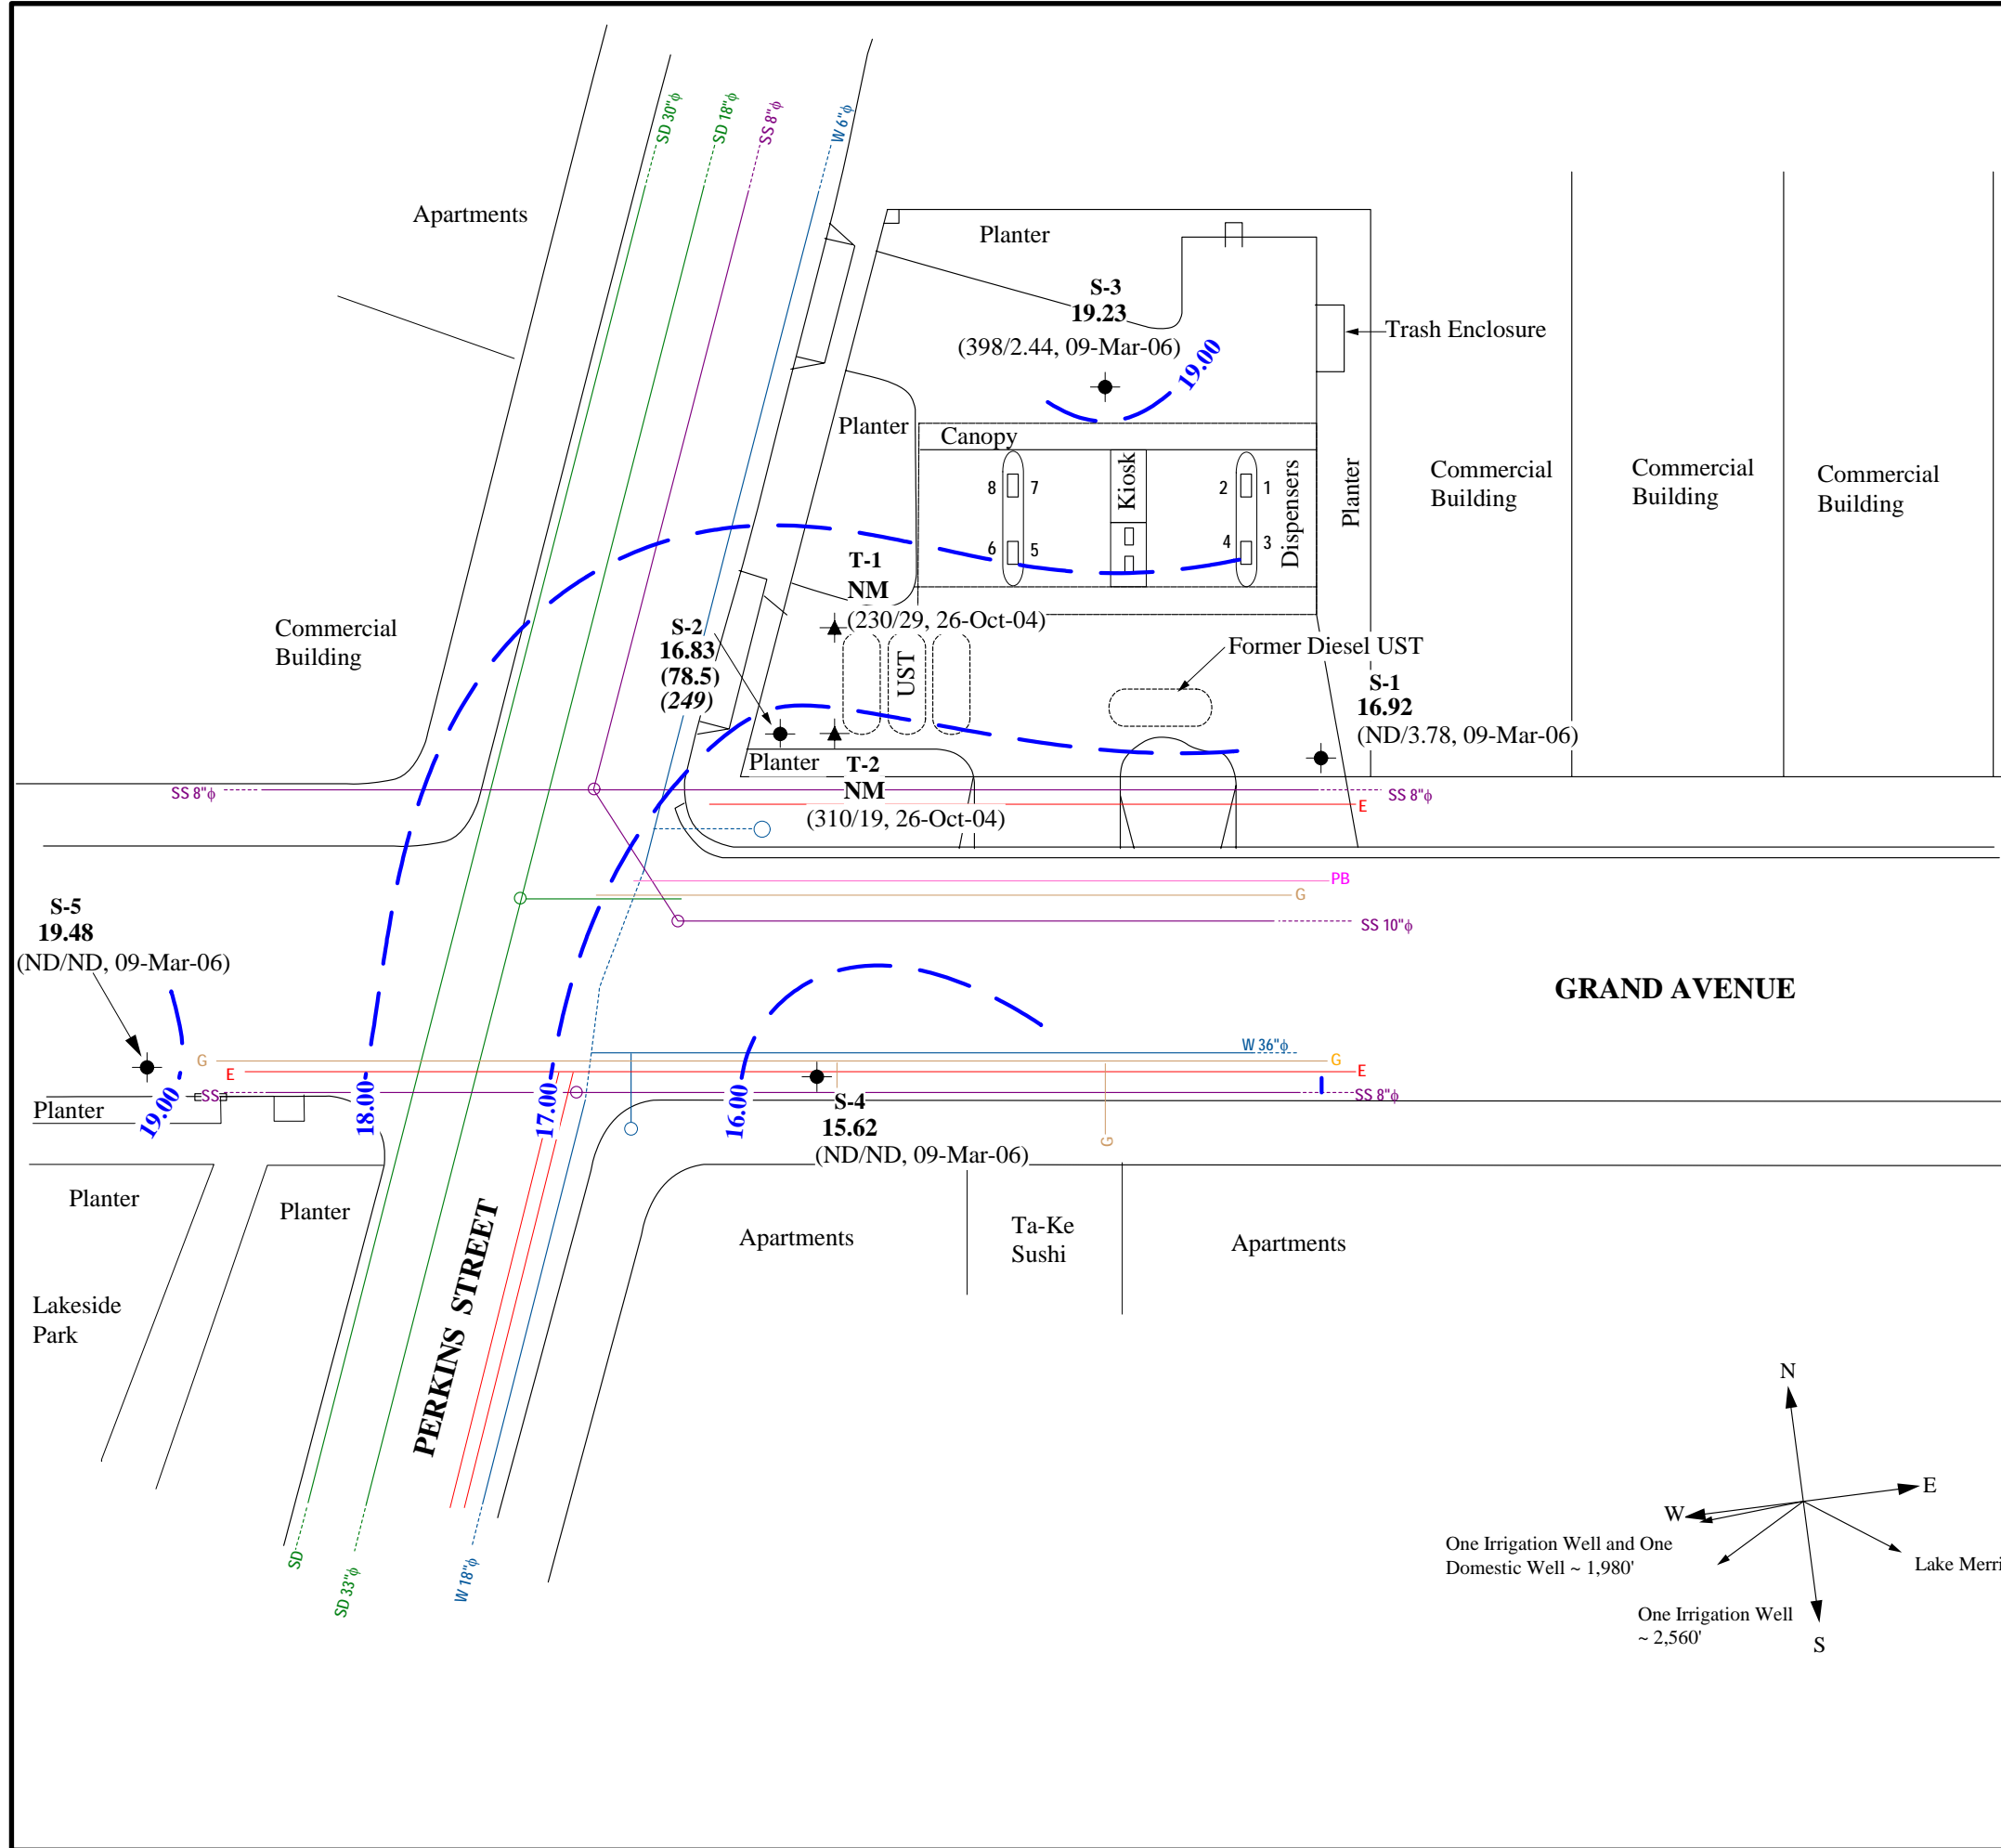 SD 30"ϕ
SD 18"ϕ
SS 8"ϕ
W 6"ϕ
Apartments
Planter
S-3
19.23
(398/2.44, 09-Mar-06)
19.00
Trash Enclosure
Planter
Canopy
Kiosk
Dispensers
Planter
8
7
2
1
6
5
4
3
Commercial
Building
Commercial
Building
Commercial
Building
T-1
NM
(230/29, 26-Oct-04)
Commercial
Building
S-2
16.83
(78.5)
(249)
UST
Former Diesel UST
S-1
16.92
(ND/3.78, 09-Mar-06)
Planter
T-2
NM
(310/19, 26-Oct-04)
SS 8"ϕ
SS 8"ϕ
E
PB
G
SS 10"ϕ
S-5
19.48
(ND/ND, 09-Mar-06)
GRAND AVENUE
W 36"ϕ
G
G
E
E
SS
SS 8"ϕ
19.00
18.00
17.00
16.00
Planter
S-4
15.62
(ND/ND, 09-Mar-06)
G
Planter
Planter
PERKINS STREET
Apartments
Ta-Ke
Sushi
Apartments
Lakeside
Park
SD
SD 33"ϕ
W 18"ϕ
N
E
W
S
One Irrigation Well and One
Domestic Well ~ 1,980'
Lake Merri
One Irrigation Well
~ 2,560'